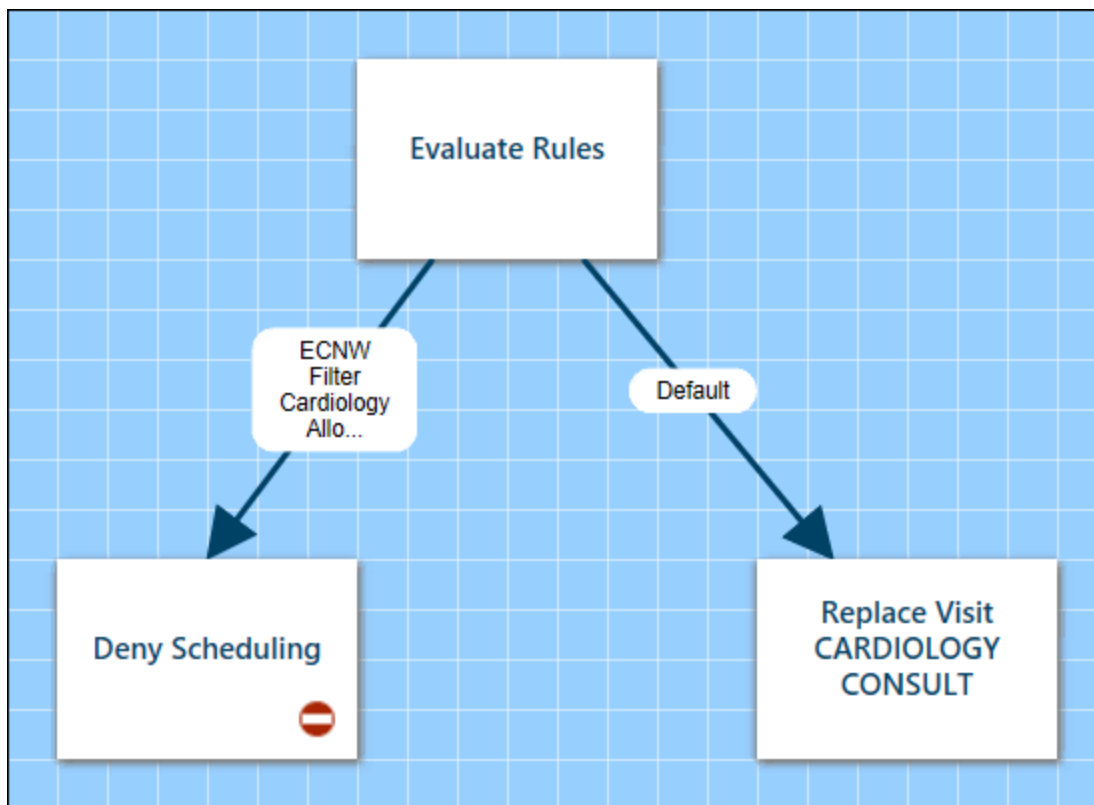 Evaluate Rules
ECNW
Filter
Cardiology
Allo...
Default
Deny Scheduling
Replace Visit
CARDIOLOGY
CONSULT